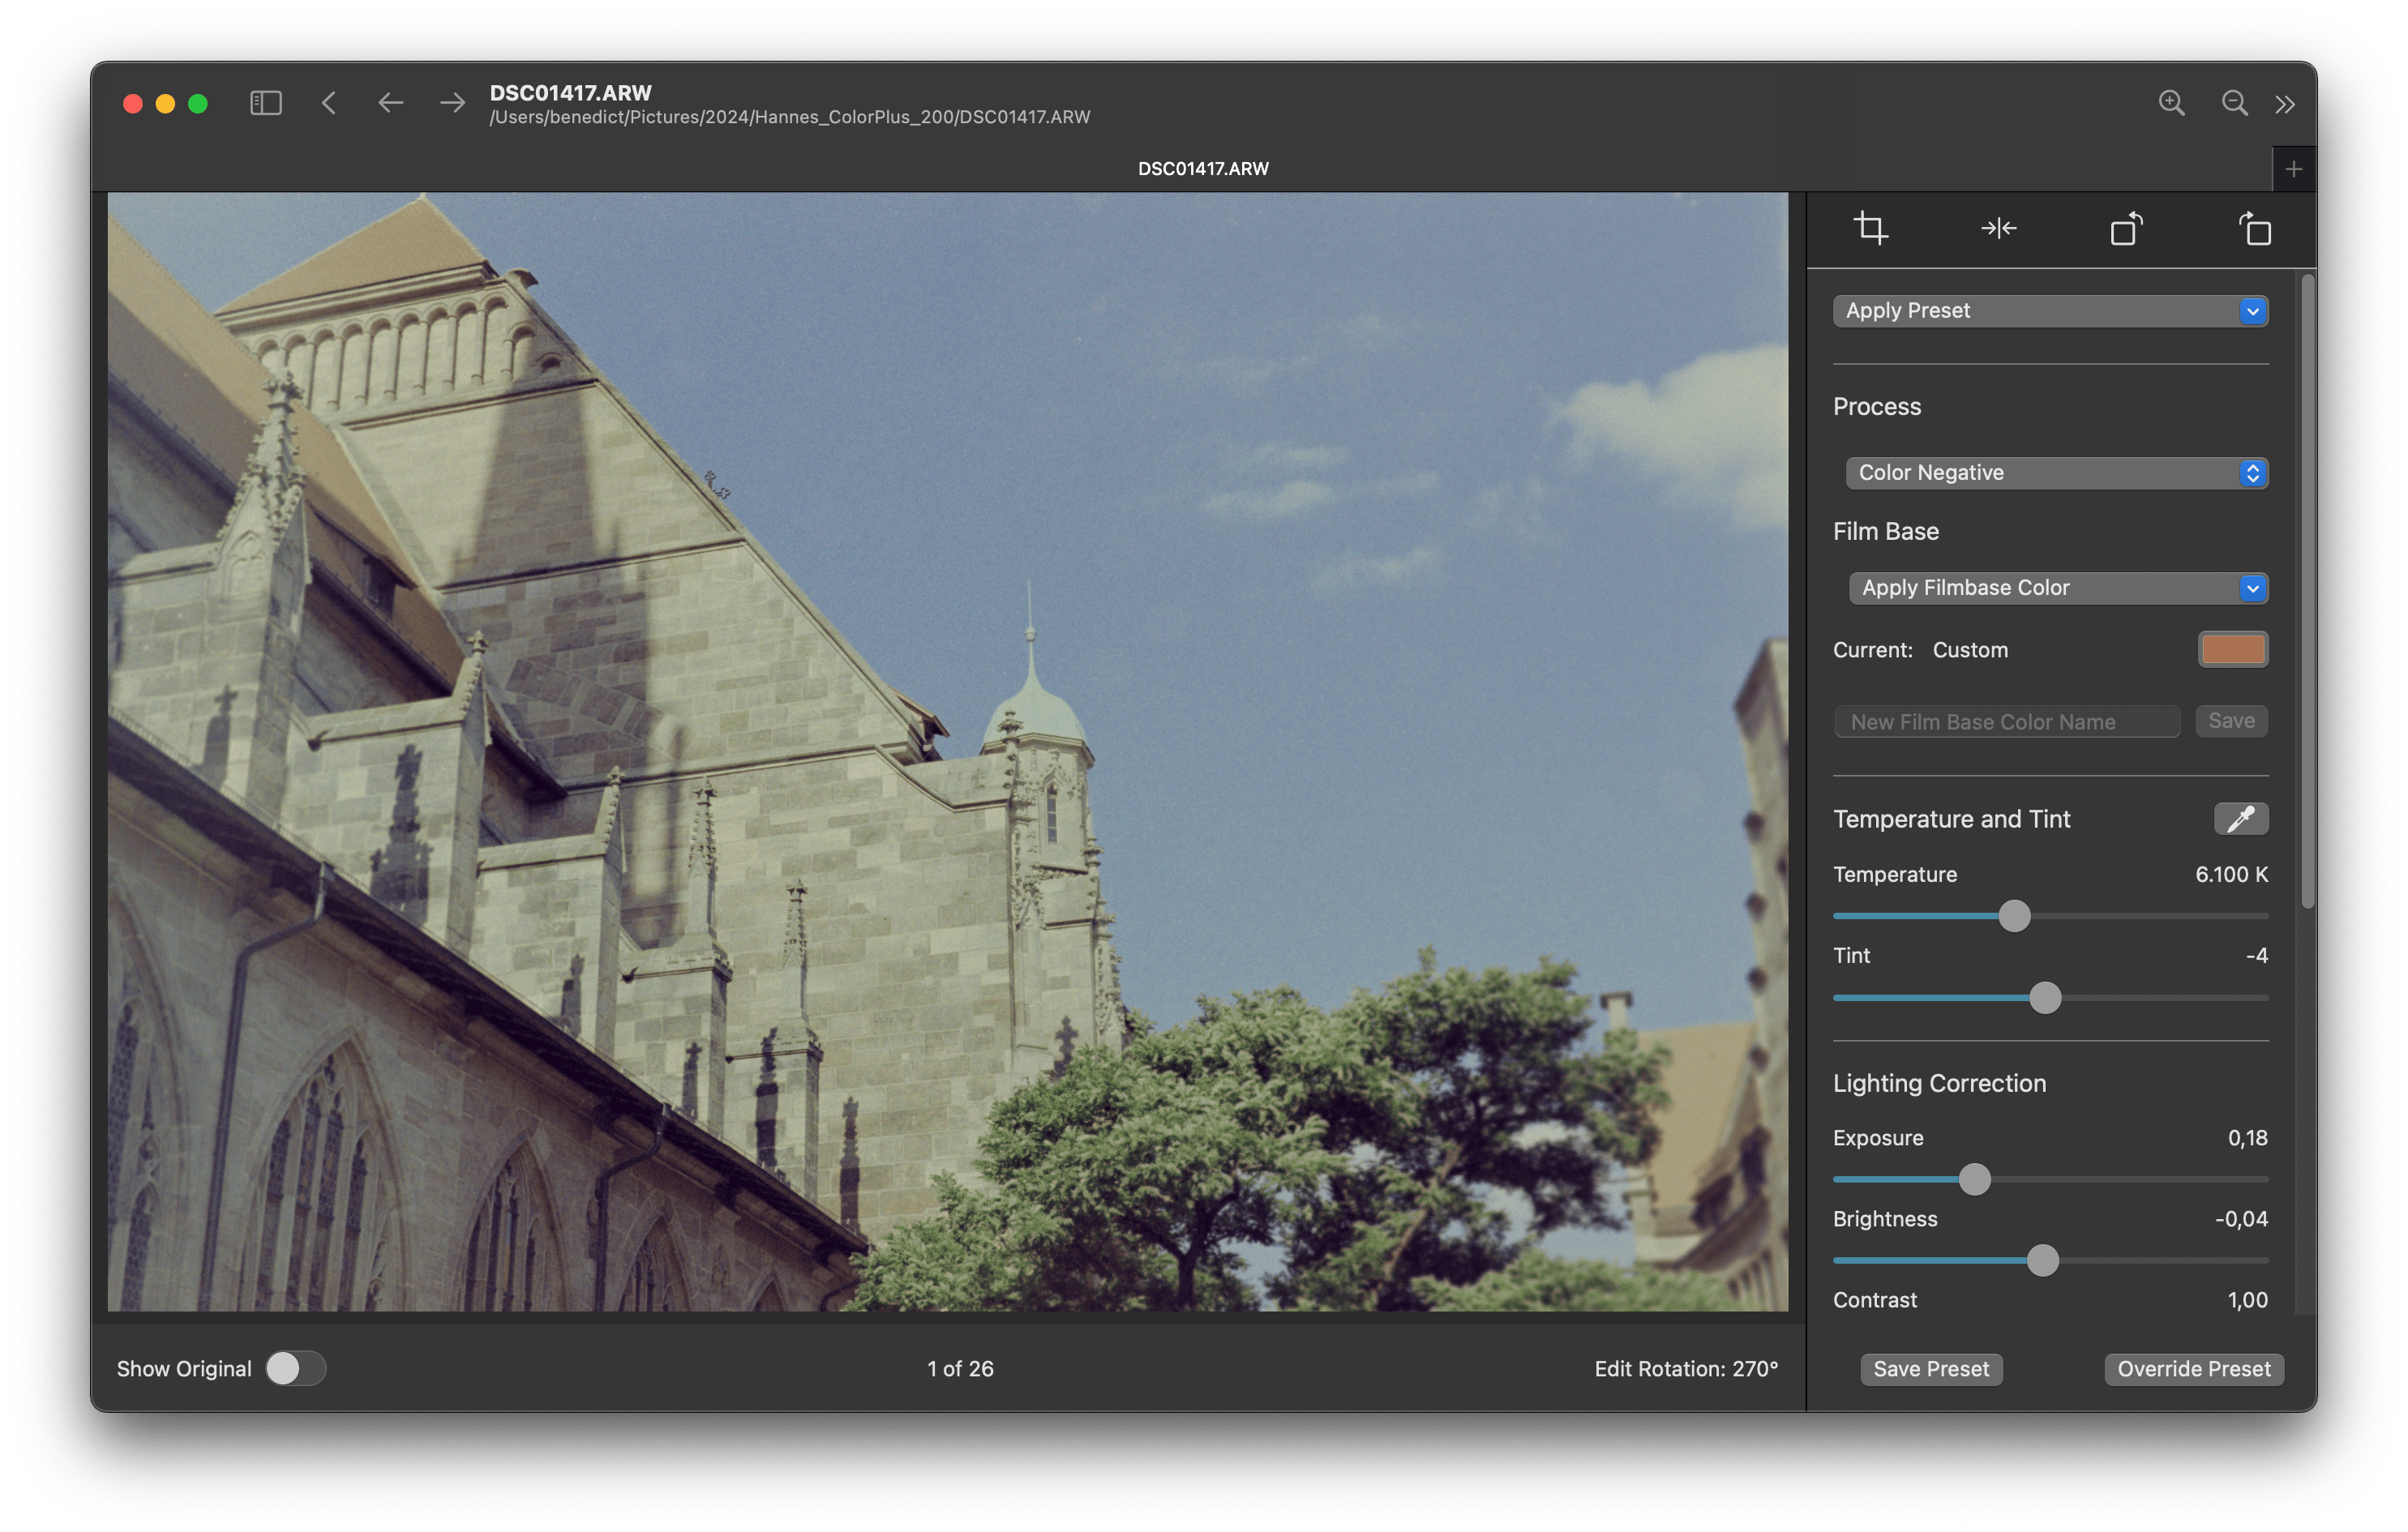 DSC01417.ARW
/Users/benedict/Pictures/2024/Hannes_ColorPlus_200/DSC01417.ARW
DSC01417.ARW
Apply Preset
Process
Color Negative
Film Base
Apply Filmbase Color
Current: Custom
New Film Base Color Name Save
Temperature and Tint
Temperature 6.100 K
Tint -4
Lighting Correction
Exposure 0,18
Brightness -0,04
Contrast 1,00
Show Original 1 of 26 Edit Rotation: 270° Save Preset Override Preset